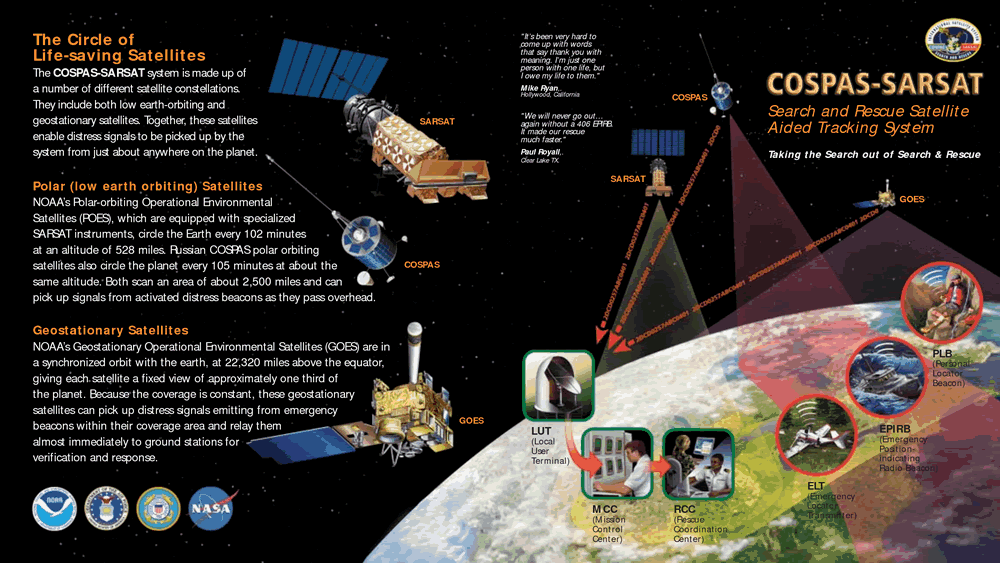 The Circle of
Life-saving Satellites
The COSPAS-SARSAT system is made up of
a number of different satellite constellations.
They include both low earth-orbiting and
geostationary satellites. Together, these satellites
enable distress signals to be picked up by the
system from just about anywhere on the planet.
Polar (low earth orbiting) Satellites
NOAA's Polar-orbiting Operational Environmental
Satellites (POES), which are equipped with specialized
SARSAT instruments, circle the Earth every 102 minutes
at an altitude of 528 miles. Russian COSPAS polar orbiting
satellites also circle the planet every 105 minutes at about the
same altitude. Both scan an area of about 2,500 miles and can
pick up signals from activated distress beacons as they pass overhead.
Geostationary Satellites
NOAA's Geostationary Operational Environmental Satellites (GOES) are in
a synchronized orbit with the earth, at 22,320 miles above the equator,
giving each satellite a fixed view of approximately one third of
the planet. Because the coverage is constant, these geostationary
satellites can pick up distress signals emitting from emergency
beacons within their coverage area and relay them
almost immediately to ground stations for
verification and response.
SARSAT
COSPAS
GOES
NOAA
NASA
"It's been very hard to
come up with words
that say thank you with
meaning. I'm just one
person with one life, but
I owe my life to them."
Mike Ryan,
Hollywood, California
"We will never go out...
again without a 406 EPIRB.
It made our rescue
much faster."
Paul Royall,
Clear Lake TX.
COSPAS
SARSAT
GOES
COSPAS-SARSAT
Search and Rescue Satellite
Aided Tracking System
Taking the Search out of Search & Rescue
LUT
(Local
User
Terminal)
MCC
(Mission
Control
Center)
RCC
(Rescue
Coordination
Center)
PLB
(Personal
Locator
Beacon)
EPIRB
(Emergency
Position-
Indicating
Radio Beacon)
ELT
(Emergency
Locator
Transmitter)